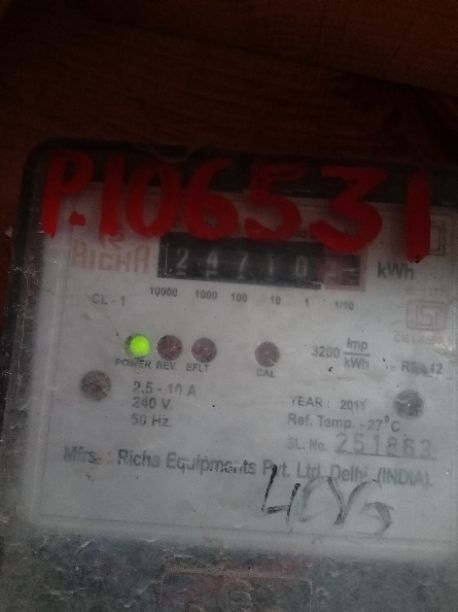 P.106531
RICHA 24710 kWh
CL - 1 10000 1000 100 10 1 1/10
POWER REV. EFLT CAL 3200 Imp/kWh
2.5 - 10 A
240 V.
50 Hz.
YEAR : 2011
Ref. Temp. -27°C
SL. No. 251863
Mfrs. : Richa Equipments Pvt. Ltd. Delhi (INDIA).